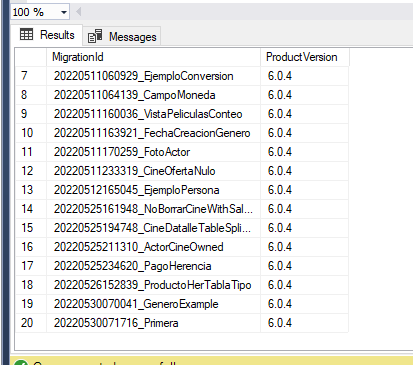 100 %
Results Messages
MigrationId ProductVersion
7 20220511060929_EjemploConversion 6.0.4
8 20220511064139_CampoMoneda 6.0.4
9 20220511160036_VistaPeliculasConteo 6.0.4
10 20220511163921_FechaCreacionGenero 6.0.4
11 20220511170259_FotoActor 6.0.4
12 20220511233319_CineOfertaNulo 6.0.4
13 20220512165045_EjemploPersona 6.0.4
14 20220525161948_NoBorrarCineWithSal... 6.0.4
15 20220525194748_CineDatalleTableSpli... 6.0.4
16 20220525211310_ActorCineOwned 6.0.4
17 20220525234620_PagoHerencia 6.0.4
18 20220526152839_ProductoHerTablaTipo 6.0.4
19 20220530070041_GeneroExample 6.0.4
20 20220530071716_Primera 6.0.4